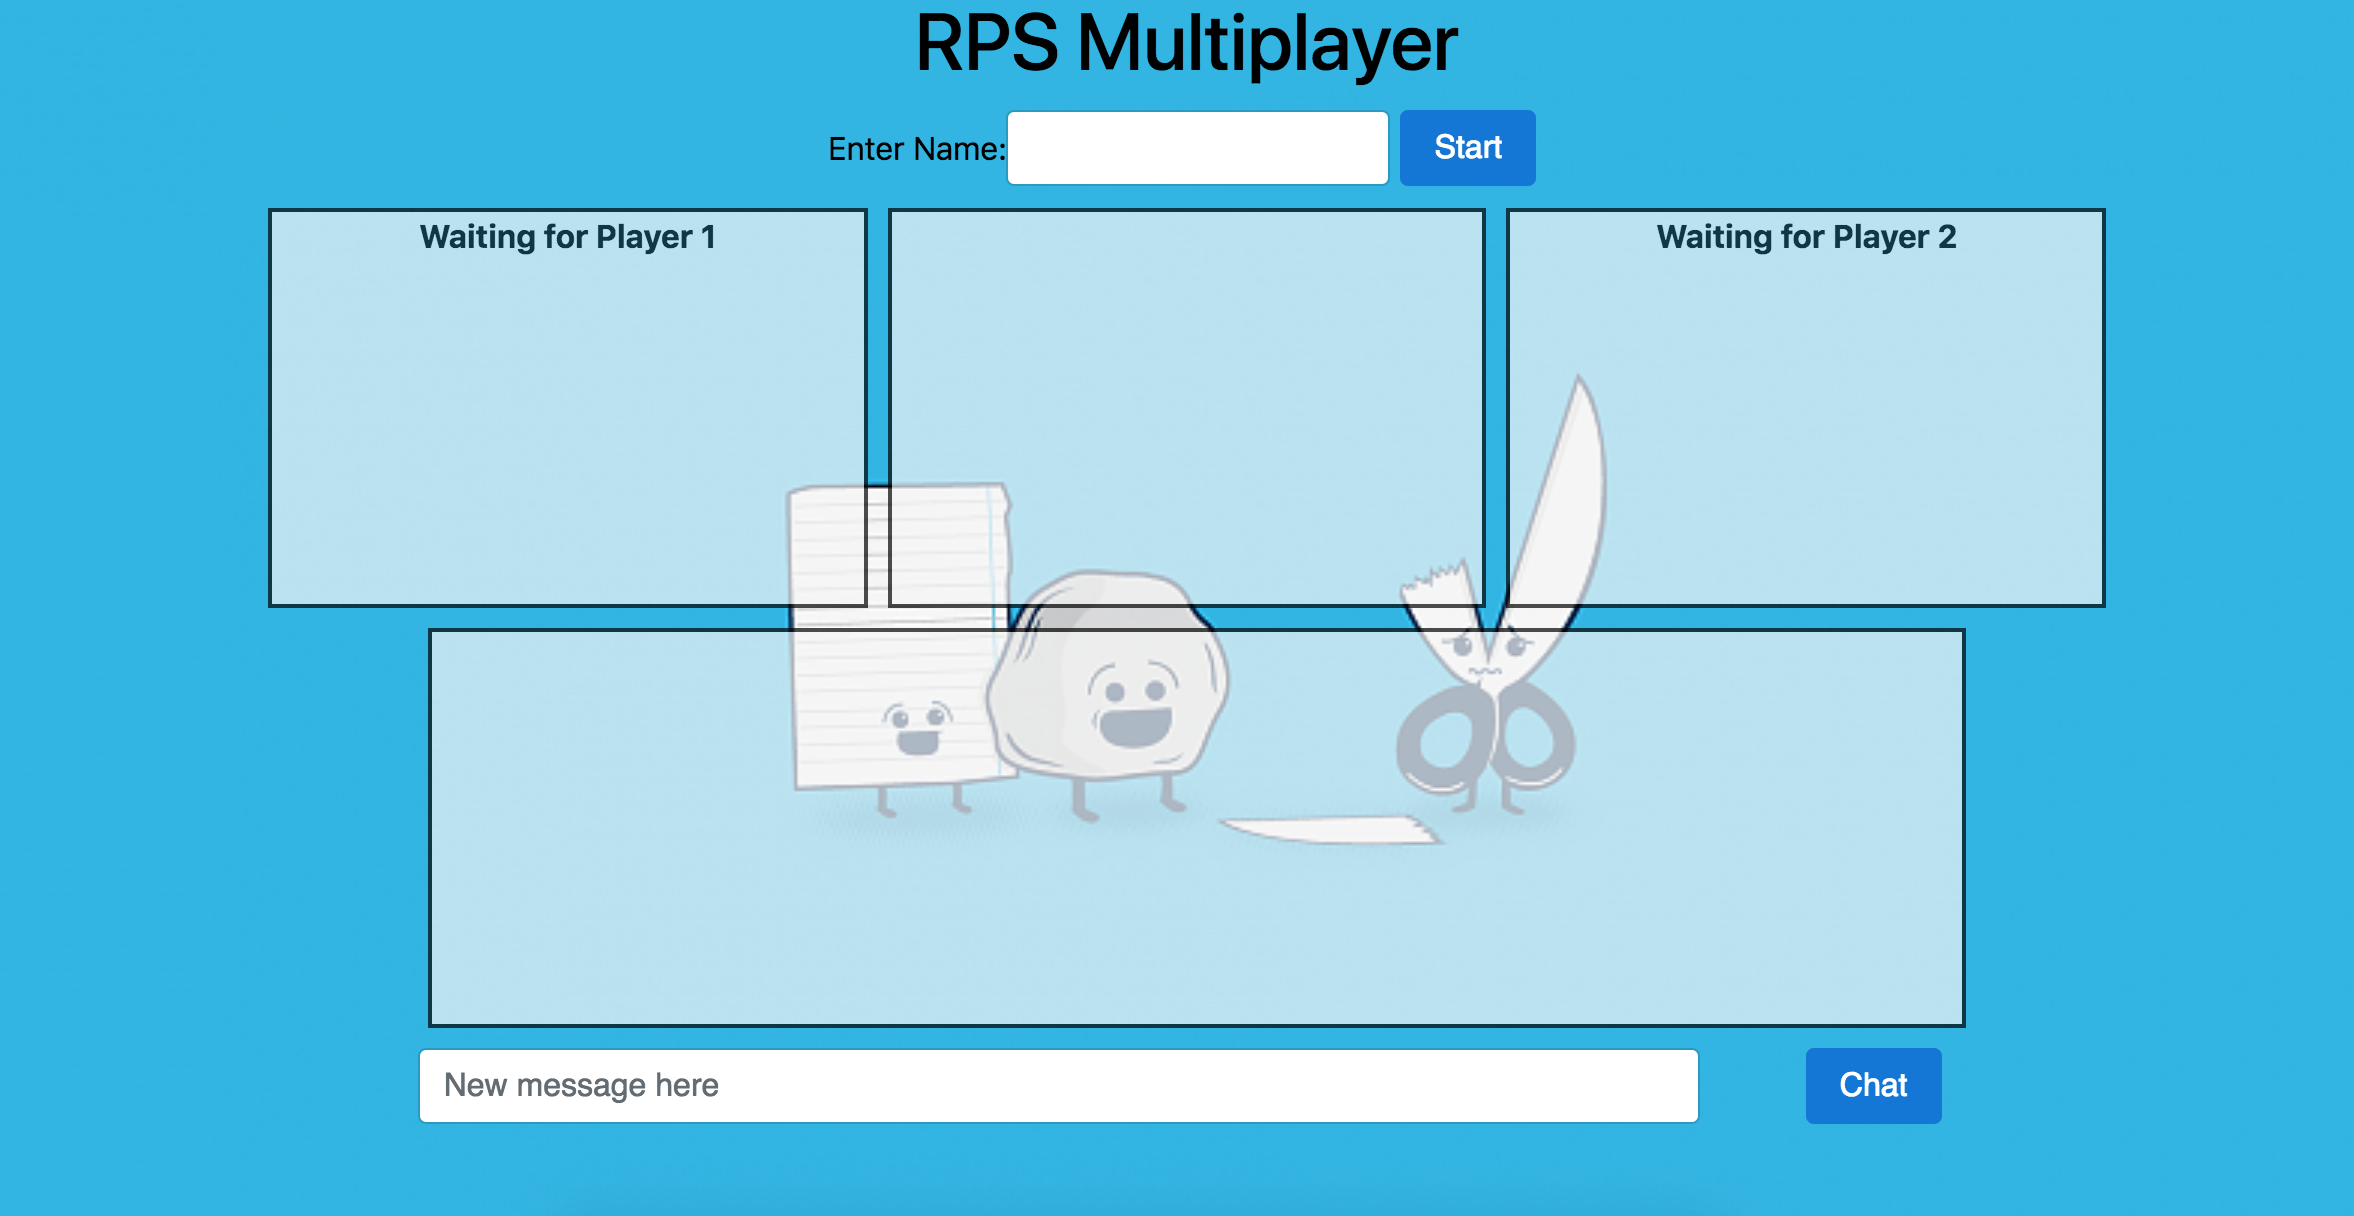 RPS Multiplayer
Enter Name:
Start
Waiting for Player 1
Waiting for Player 2
New message here
Chat